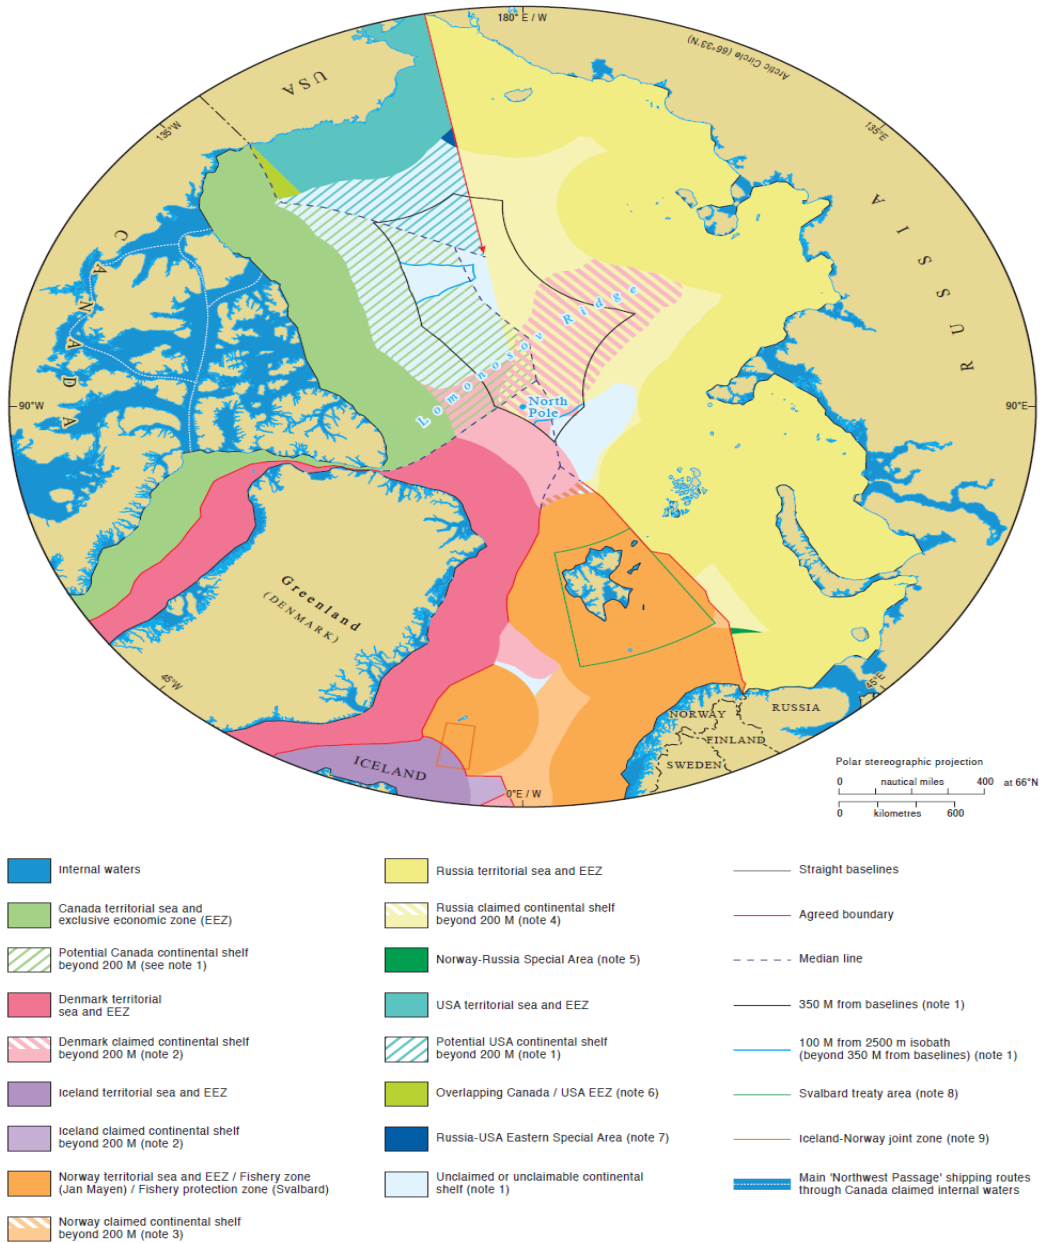 180° E / W
Arctic Circle (66°33'N)
USA
135°W
135°E
CANADA
RUSSIA
Lomonosov Ridge
North
Pole
90°W
90°E
Greenland
(DENMARK)
45°W
45°E
NORWAY
RUSSIA
FINLAND
SWEDEN
ICELAND
0°E / W
Polar stereographic projection
0 nautical miles 400 at 66°N
0 kilometres 600
Internal waters
Canada territorial sea and
exclusive economic zone (EEZ)
Potential Canada continental shelf
beyond 200 M (see note 1)
Denmark territorial
sea and EEZ
Denmark claimed continental shelf
beyond 200 M (note 2)
Iceland territorial sea and EEZ
Iceland claimed continental shelf
beyond 200 M (note 2)
Norway territorial sea and EEZ / Fishery zone
(Jan Mayen) / Fishery protection zone (Svalbard)
Norway claimed continental shelf
beyond 200 M (note 3)
Russia territorial sea and EEZ
Russia claimed continental shelf
beyond 200 M (note 4)
Norway-Russia Special Area (note 5)
USA territorial sea and EEZ
Potential USA continental shelf
beyond 200 M (note 1)
Overlapping Canada / USA EEZ (note 6)
Russia-USA Eastern Special Area (note 7)
Unclaimed or unclaimable continental
shelf (note 1)
Straight baselines
Agreed boundary
Median line
350 M from baselines (note 1)
100 M from 2500 m isobath
(beyond 350 M from baselines) (note 1)
Svalbard treaty area (note 8)
Iceland-Norway joint zone (note 9)
Main 'Northwest Passage' shipping routes
through Canada claimed internal waters